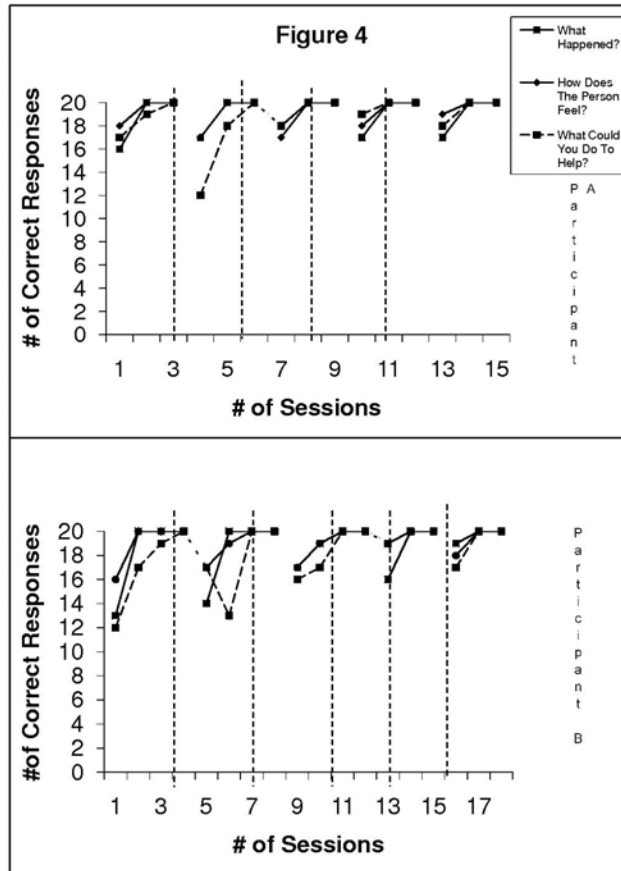 Figure 4
What
Happened?
How Does
The Person
Feel?
What Could
You Do To
Help?
# of Correct Responses
20
18
16
14
12
10
8
6
4
2
0
1 3 5 7 9 11 13 15
# of Sessions
Participant A
#of Correct Responses
20
18
16
14
12
10
8
6
4
2
0
1 3 5 7 9 11 13 15 17
# of Sessions
Participant B